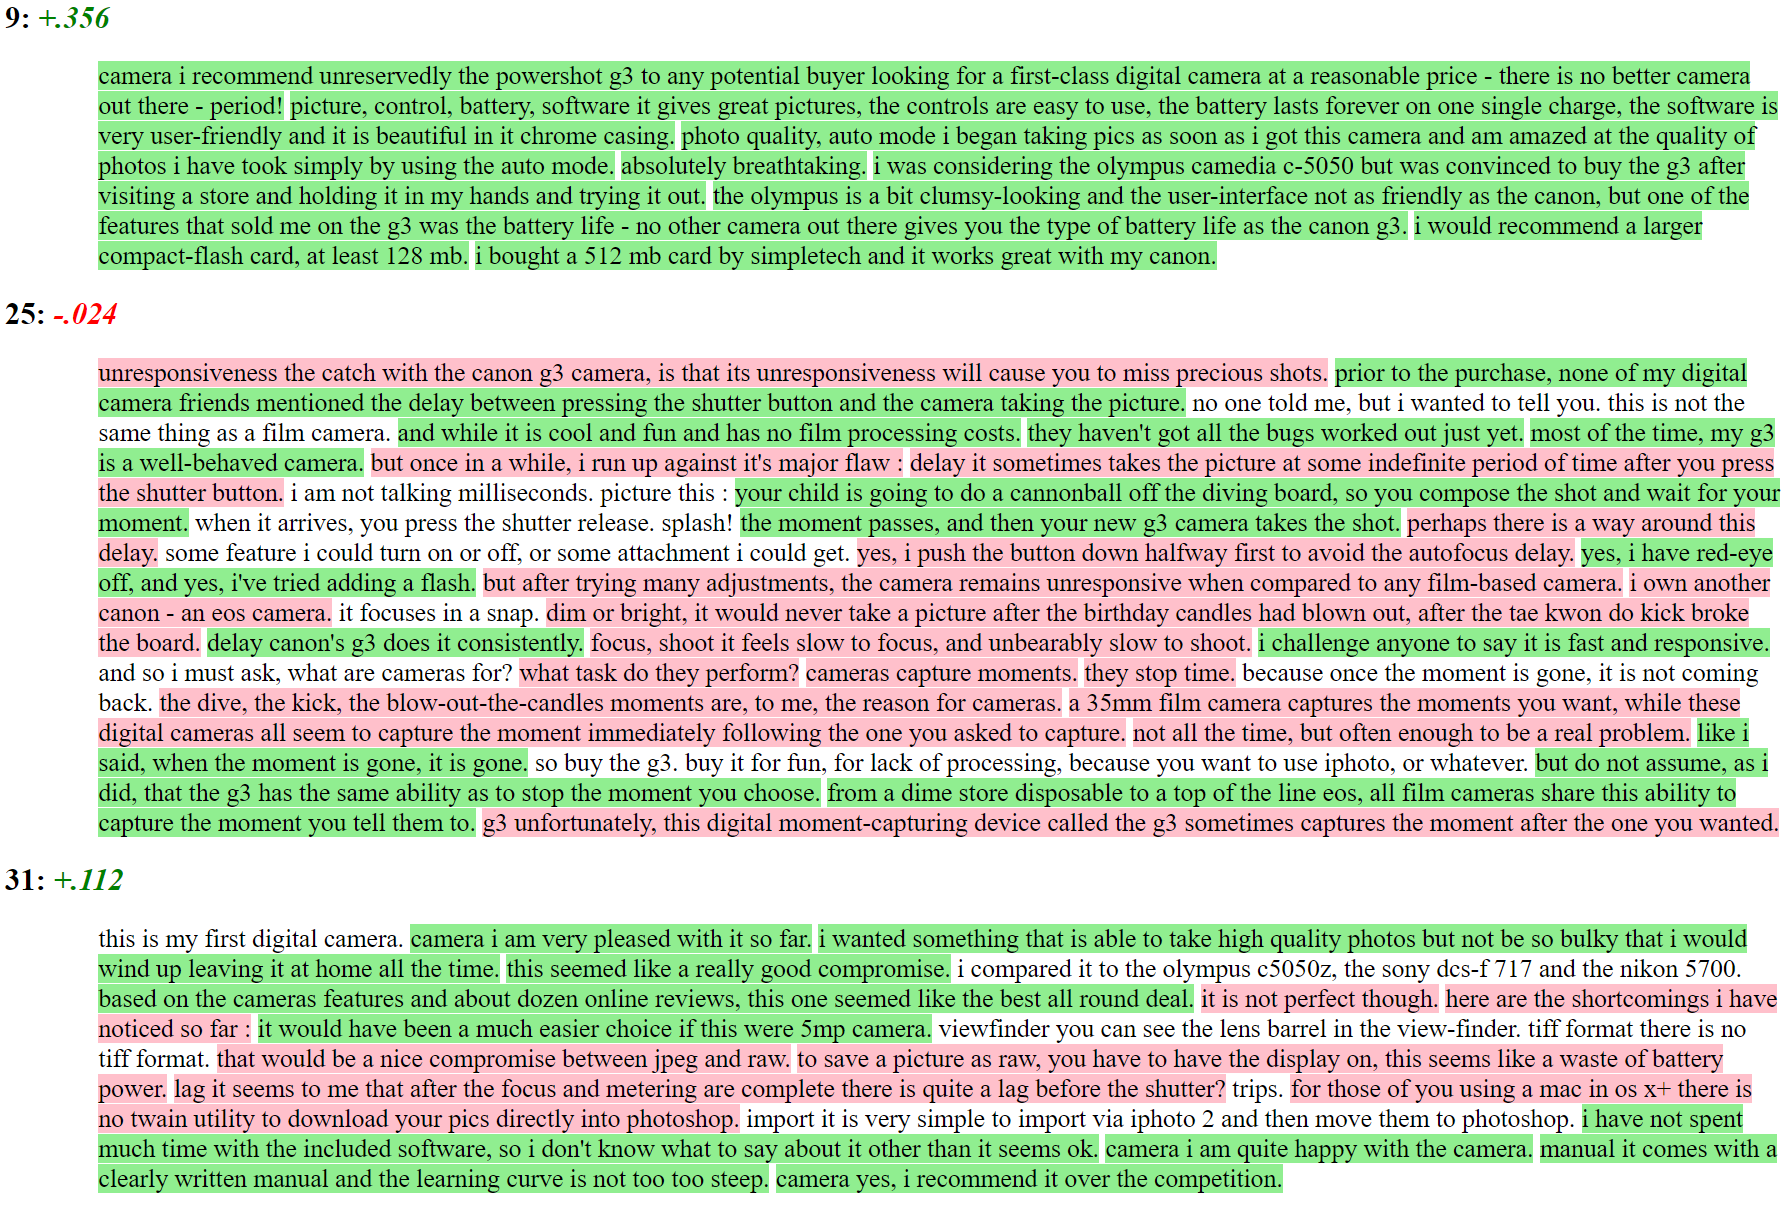 9: +.356
camera i recommend unreservedly the powershot g3 to any potential buyer looking for a first-class digital camera at a reasonable price - there is no better camera
out there - period! picture, control, battery, software it gives great pictures, the controls are easy to use, the battery lasts forever on one single charge, the software is
very user-friendly and it is beautiful in it chrome casing. photo quality, auto mode i began taking pics as soon as i got this camera and am amazed at the quality of
photos i have took simply by using the auto mode. absolutely breathtaking. i was considering the olympus camedia c-5050 but was convinced to buy the g3 after
visiting a store and holding it in my hands and trying it out. the olympus is a bit clumsy-looking and the user-interface not as friendly as the canon, but one of the
features that sold me on the g3 was the battery life - no other camera out there gives you the type of battery life as the canon g3. i would recommend a larger
compact-flash card, at least 128 mb. i bought a 512 mb card by simpletech and it works great with my canon.
25: -.024
unresponsiveness the catch with the canon g3 camera, is that its unresponsiveness will cause you to miss precious shots. prior to the purchase, none of my digital
camera friends mentioned the delay between pressing the shutter button and the camera taking the picture. no one told me, but i wanted to tell you. this is not the
same thing as a film camera. and while it is cool and fun and has no film processing costs. they haven't got all the bugs worked out just yet. most of the time, my g3
is a well-behaved camera. but once in a while, i run up against it's major flaw : delay it sometimes takes the picture at some indefinite period of time after you press
the shutter button. i am not talking milliseconds. picture this : your child is going to do a cannonball off the diving board, so you compose the shot and wait for your
moment. when it arrives, you press the shutter release. splash! the moment passes, and then your new g3 camera takes the shot. perhaps there is a way around this
delay. some feature i could turn on or off, or some attachment i could get. yes, i push the button down halfway first to avoid the autofocus delay. yes, i have red-eye
off, and yes, i've tried adding a flash. but after trying many adjustments, the camera remains unresponsive when compared to any film-based camera. i own another
canon - an eos camera. it focuses in a snap. dim or bright, it would never take a picture after the birthday candles had blown out, after the tae kwon do kick broke
the board. delay canon's g3 does it consistently. focus, shoot it feels slow to focus, and unbearably slow to shoot. i challenge anyone to say it is fast and responsive.
and so i must ask, what are cameras for? what task do they perform? cameras capture moments. they stop time. because once the moment is gone, it is not coming
back. the dive, the kick, the blow-out-the-candles moments are, to me, the reason for cameras. a 35mm film camera captures the moments you want, while these
digital cameras all seem to capture the moment immediately following the one you asked to capture. not all the time, but often enough to be a real problem. like i
said, when the moment is gone, it is gone. so buy the g3. buy it for fun, for lack of processing, because you want to use iphoto, or whatever. but do not assume, as i
did, that the g3 has the same ability as to stop the moment you choose. from a dime store disposable to a top of the line eos, all film cameras share this ability to
capture the moment you tell them to. g3 unfortunately, this digital moment-capturing device called the g3 sometimes captures the moment after the one you wanted.
31: +.112
this is my first digital camera. camera i am very pleased with it so far. i wanted something that is able to take high quality photos but not be so bulky that i would
wind up leaving it at home all the time. this seemed like a really good compromise. i compared it to the olympus c5050z, the sony dcs-f 717 and the nikon 5700.
based on the cameras features and about dozen online reviews, this one seemed like the best all round deal. it is not perfect though. here are the shortcomings i have
noticed so far : it would have been a much easier choice if this were 5mp camera. viewfinder you can see the lens barrel in the view-finder. tiff format there is no
tiff format. that would be a nice compromise between jpeg and raw. to save a picture as raw, you have to have the display on, this seems like a waste of battery
power. lag it seems to me that after the focus and metering are complete there is quite a lag before the shutter? trips. for those of you using a mac in os x+ there is
no twain utility to download your pics directly into photoshop. import it is very simple to import via iphoto 2 and then move them to photoshop. i have not spent
much time with the included software, so i don't know what to say about it other than it seems ok. camera i am quite happy with the camera. manual it comes with a
clearly written manual and the learning curve is not too too steep. camera yes, i recommend it over the competition.